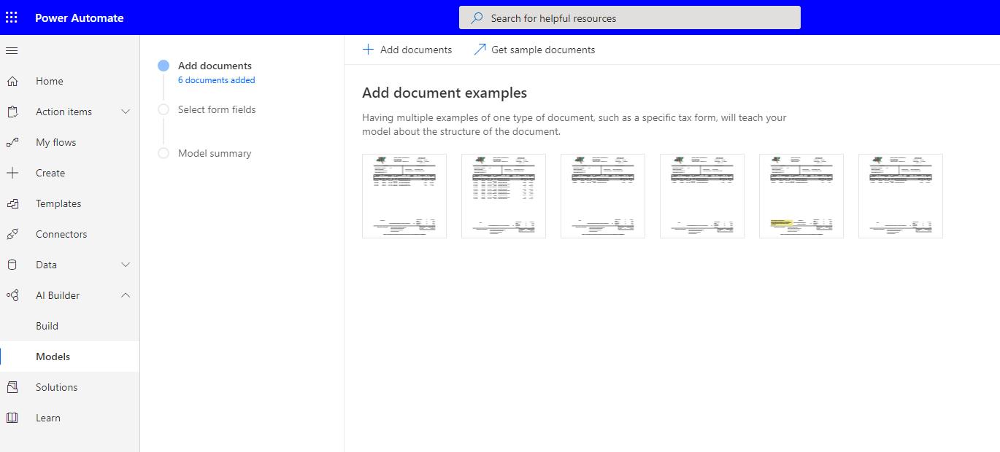 Power Automate
Search for helpful resources
Home
Action items
My flows
Create
Templates
Connectors
Data
AI Builder
Build
Models
Solutions
Learn
Add documents
6 documents added
Select form fields
Model summary
Add documents
Get sample documents
Add document examples
Having multiple examples of one type of document, such as a specific tax form, will teach your
model about the structure of the document.